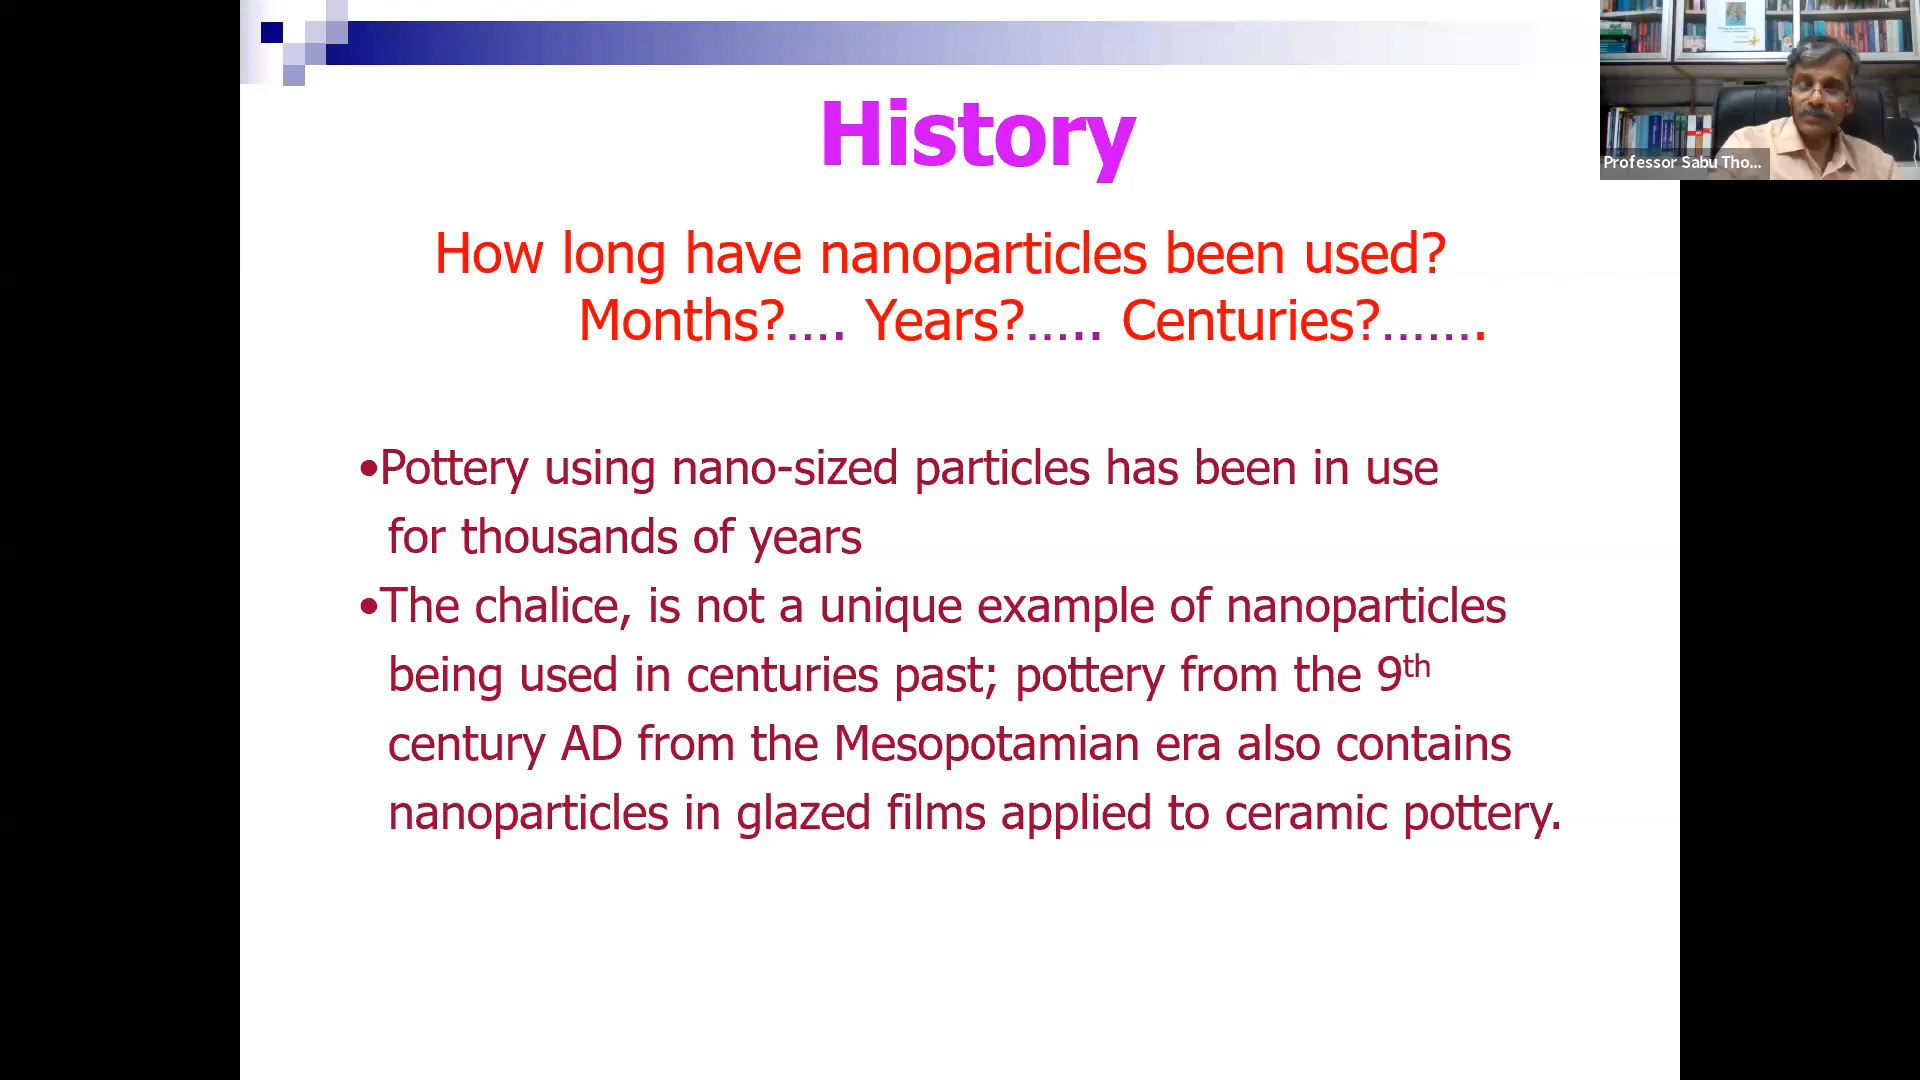 History
How long have nanoparticles been used?
Months?.... Years?..... Centuries?.......
•Pottery using nano-sized particles has been in use
for thousands of years
•The chalice, is not a unique example of nanoparticles
being used in centuries past; pottery from the 9th
century AD from the Mesopotamian era also contains
nanoparticles in glazed films applied to ceramic pottery.
Professor Sabu Tho...